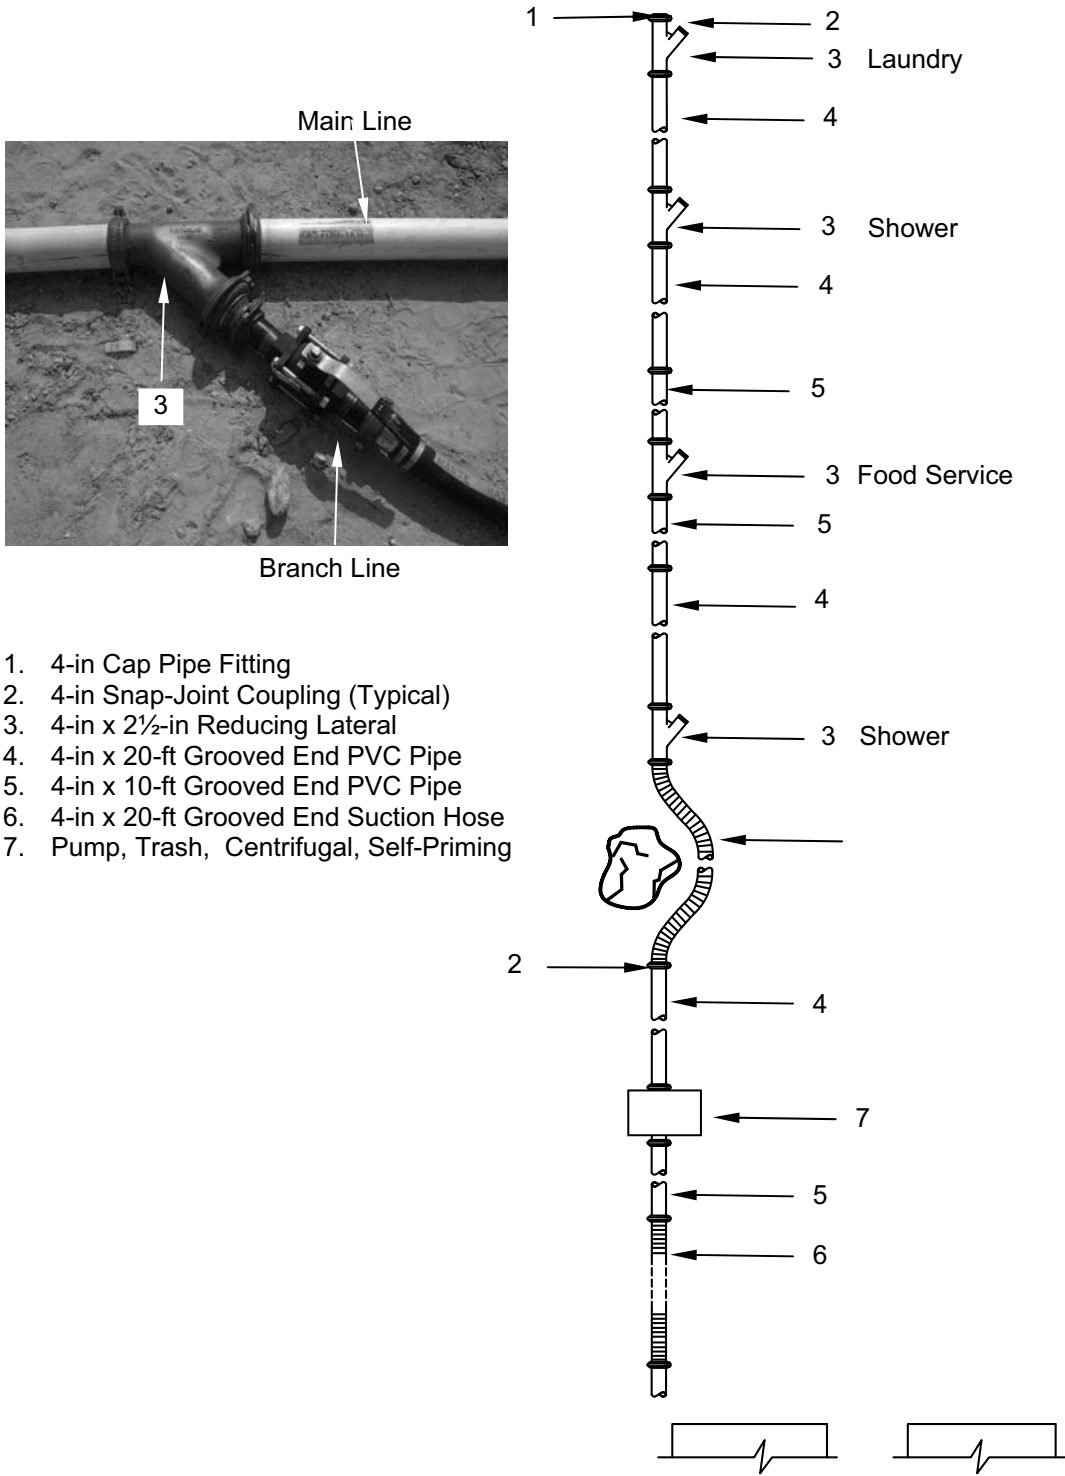 1
2
3 Laundry
4
Main Line
3 Shower
4
5
3
3 Food Service
5
Branch Line
4
1. 4-in Cap Pipe Fitting
2. 4-in Snap-Joint Coupling (Typical)
3. 4-in x 2½-in Reducing Lateral
4. 4-in x 20-ft Grooved End PVC Pipe
5. 4-in x 10-ft Grooved End PVC Pipe
6. 4-in x 20-ft Grooved End Suction Hose
7. Pump, Trash, Centrifugal, Self-Priming
3 Shower
2
4
7
5
6